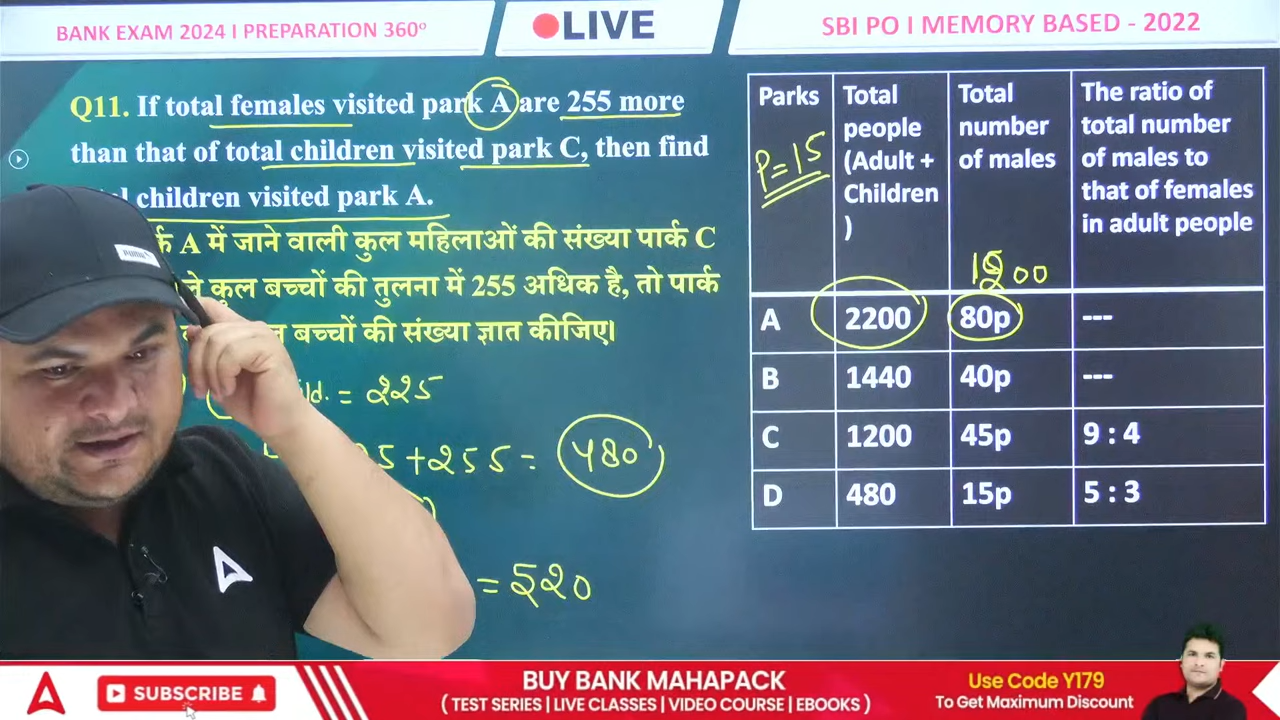 BANK EXAM 2024 I PREPARATION 360º
LIVE
SBI PO I MEMORY BASED - 2022
Q11. If total females visited park A are 255 more
than that of total children visited park C, then find
children visited park A.
A में जाने वाली कुल महिलाओं की संख्या पार्क C
कुल बच्चों की तुलना में 255 अधिक है, तो पार्क
बच्चों की संख्या ज्ञात कीजिए।
= 225
5 + 255 = 480
= 520
Parks
P = 15
Total
people
(Adult +
Children
)
Total
number
of males
The ratio of
total number
of males to
that of females
in adult people
A 2200 80p ---
B 1440 40p ---
C 1200 45p 9 : 4
D 480 15p 5 : 3
SUBSCRIBE
BUY BANK MAHAPACK
( TEST SERIES | LIVE CLASSES | VIDEO COURSE | EBOOKS )
Use Code Y179
To Get Maximum Discount